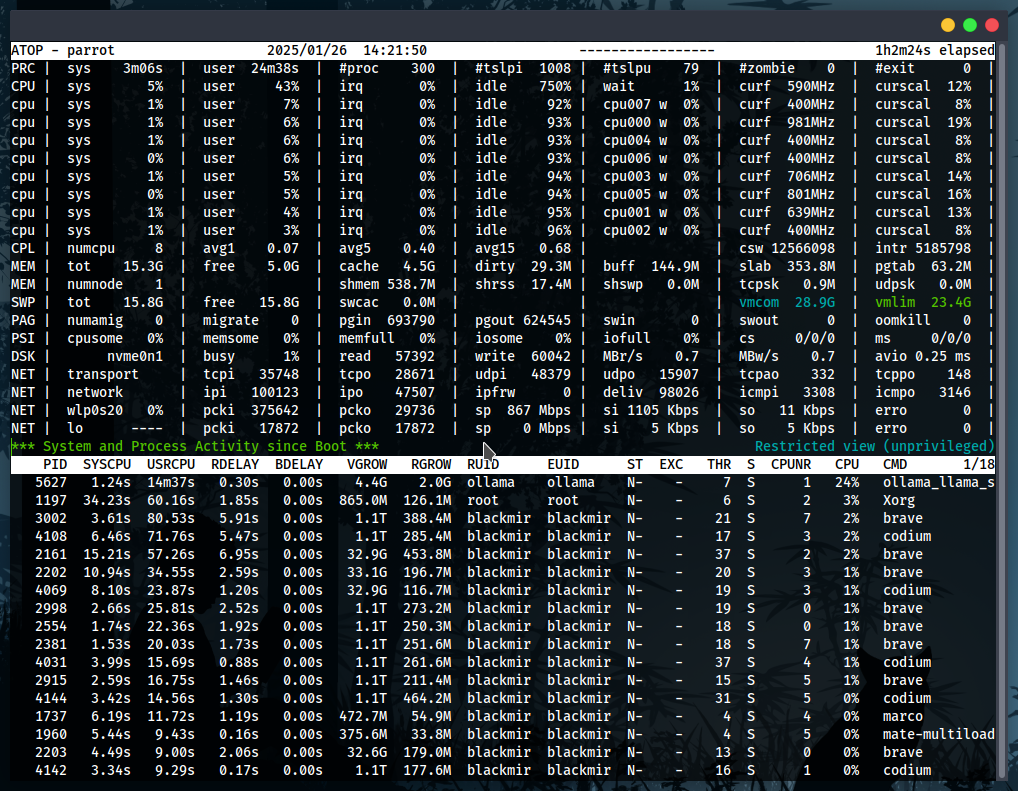 ATOP - parrot 2025/01/26 14:21:50 ----------------- 1h2m24s elapsed
PRC | sys 3m06s | user 24m38s | #proc 300 | #tslpi 1008 | #tslpu 79 | #zombie 0 | #exit 0 |
CPU | sys 5% | user 43% | irq 0% | idle 750% | wait 1% | curf 590MHz | curscal 12% |
cpu | sys 1% | user 7% | irq 0% | idle 92% | cpu007 w 0% | curf 400MHz | curscal 8% |
cpu | sys 1% | user 6% | irq 0% | idle 93% | cpu000 w 0% | curf 981MHz | curscal 19% |
cpu | sys 1% | user 6% | irq 0% | idle 93% | cpu004 w 0% | curf 400MHz | curscal 8% |
cpu | sys 0% | user 6% | irq 0% | idle 93% | cpu006 w 0% | curf 400MHz | curscal 8% |
cpu | sys 1% | user 5% | irq 0% | idle 94% | cpu003 w 0% | curf 706MHz | curscal 14% |
cpu | sys 0% | user 5% | irq 0% | idle 94% | cpu005 w 0% | curf 801MHz | curscal 16% |
cpu | sys 1% | user 4% | irq 0% | idle 95% | cpu001 w 0% | curf 639MHz | curscal 13% |
cpu | sys 1% | user 3% | irq 0% | idle 96% | cpu002 w 0% | curf 400MHz | curscal 8% |
CPL | numcpu 8 | avg1 0.07 | avg5 0.40 | avg15 0.68 | | csw 12566098 | intr 5185798 |
MEM | tot 15.3G | free 5.0G | cache 4.5G | dirty 29.3M | buff 144.9M | slab 353.8M | pgtab 63.2M |
MEM | numnode 1 | | shmem 538.7M | shrss 17.4M | shswp 0.0M | tcpsk 0.9M | udpsk 0.0M |
SWP | tot 15.8G | free 15.8G | swcac 0.0M | | | vmcom 28.9G | vmlim 23.4G |
PAG | numamig 0 | migrate 0 | pgin 693790 | pgout 624545 | swin 0 | swout 0 | oomkill 0 |
PSI | cpusome 0% | memsome 0% | memfull 0% | iosome 0% | iofull 0% | cs 0/0/0 | ms 0/0/0 |
DSK | nvme0n1 | busy 1% | read 57392 | write 60042 | MBr/s 0.7 | MBw/s 0.7 | avio 0.25 ms |
NET | transport | tcpi 35748 | tcpo 28671 | udpi 48379 | udpo 15907 | tcpao 332 | tcppo 148 |
NET | network | ipi 100123 | ipo 47507 | ipfrw 0 | deliv 98026 | icmpi 3308 | icmpo 3146 |
NET | wlp0s20 0% | pcki 375642 | pcko 29736 | sp 867 Mbps | si 1105 Kbps | so 11 Kbps | erro 0 |
NET | lo ---- | pcki 17872 | pcko 17872 | sp 0 Mbps | si 5 Kbps | so 5 Kbps | erro 0 |
*** System and Process Activity since Boot *** Restricted view (unprivileged)
PID SYSCPU USRCPU RDELAY BDELAY VGROW RGROW RUID EUID ST EXC THR S CPUNR CPU CMD 1/18
5627 1.24s 14m37s 0.30s 0.00s 4.4G 2.0G ollama ollama N- - 7 S 1 24% ollama_llama_s
1197 34.23s 60.16s 1.85s 0.00s 865.0M 126.1M root root N- - 6 S 2 3% Xorg
3002 3.61s 80.53s 5.91s 0.00s 1.1T 388.4M blackmir blackmir N- - 21 S 7 2% brave
4108 6.46s 71.76s 5.47s 0.00s 1.1T 285.4M blackmir blackmir N- - 17 S 3 2% codium
2161 15.21s 57.26s 6.95s 0.00s 32.9G 453.8M blackmir blackmir N- - 37 S 2 2% brave
2202 10.94s 34.55s 2.59s 0.00s 33.1G 196.7M blackmir blackmir N- - 20 S 3 1% brave
4069 8.10s 23.87s 1.20s 0.00s 32.9G 116.7M blackmir blackmir N- - 19 S 3 1% codium
2998 2.66s 25.81s 2.52s 0.00s 1.1T 273.2M blackmir blackmir N- - 19 S 0 1% brave
2554 1.74s 22.36s 1.92s 0.00s 1.1T 250.3M blackmir blackmir N- - 18 S 0 1% brave
2381 1.53s 20.03s 1.73s 0.00s 1.1T 251.6M blackmir blackmir N- - 18 S 7 1% brave
4031 3.99s 15.69s 0.88s 0.00s 1.1T 261.6M blackmir blackmir N- - 37 S 4 1% codium
2915 2.59s 16.75s 1.46s 0.00s 1.1T 211.4M blackmir blackmir N- - 15 S 5 1% brave
4144 3.42s 14.56s 1.30s 0.00s 1.1T 464.2M blackmir blackmir N- - 31 S 5 0% codium
1737 6.19s 11.72s 1.19s 0.00s 472.7M 54.9M blackmir blackmir N- - 4 S 4 0% marco
1960 5.44s 9.43s 0.16s 0.00s 375.6M 33.8M blackmir blackmir N- - 4 S 5 0% mate-multiload
2203 4.49s 9.00s 2.06s 0.00s 32.6G 179.0M blackmir blackmir N- - 13 S 0 0% brave
4142 3.34s 9.29s 0.17s 0.00s 1.1T 177.6M blackmir blackmir N- - 16 S 1 0% codium